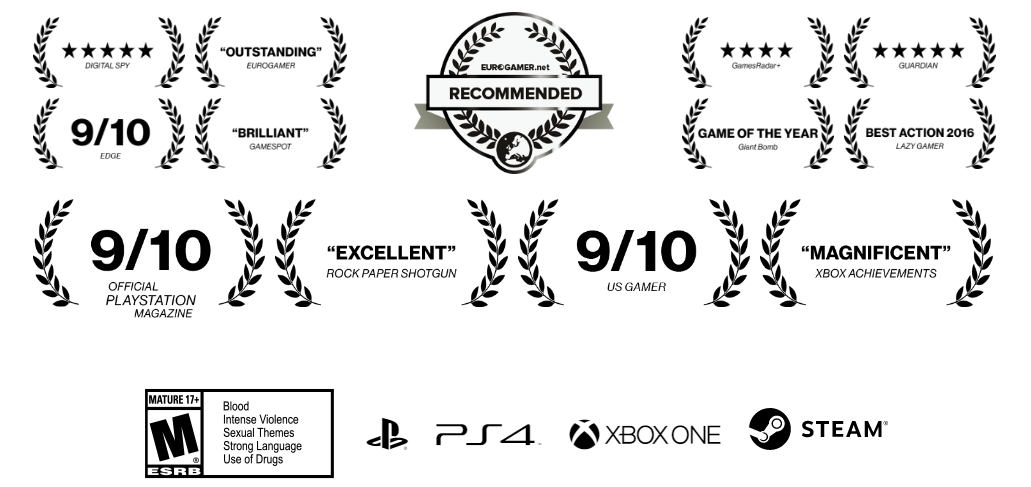 ★★★★★
DIGITAL SPY
“OUTSTANDING”
EUROGAMER
EUROGAMER.net
RECOMMENDED
★★★★
GamesRadar+
★★★★★
GUARDIAN
9/10
EDGE
“BRILLIANT”
GAMESPOT
GAME OF THE YEAR
Giant Bomb
BEST ACTION 2016
LAZY GAMER
9/10
OFFICIAL
PLAYSTATION
MAGAZINE
“EXCELLENT”
ROCK PAPER SHOTGUN
9/10
US GAMER
“MAGNIFICENT”
XBOX ACHIEVEMENTS
MATURE 17+
M
®
ESRB
Blood
Intense Violence
Sexual Themes
Strong Language
Use of Drugs
PS4
XBOX ONE
STEAM®